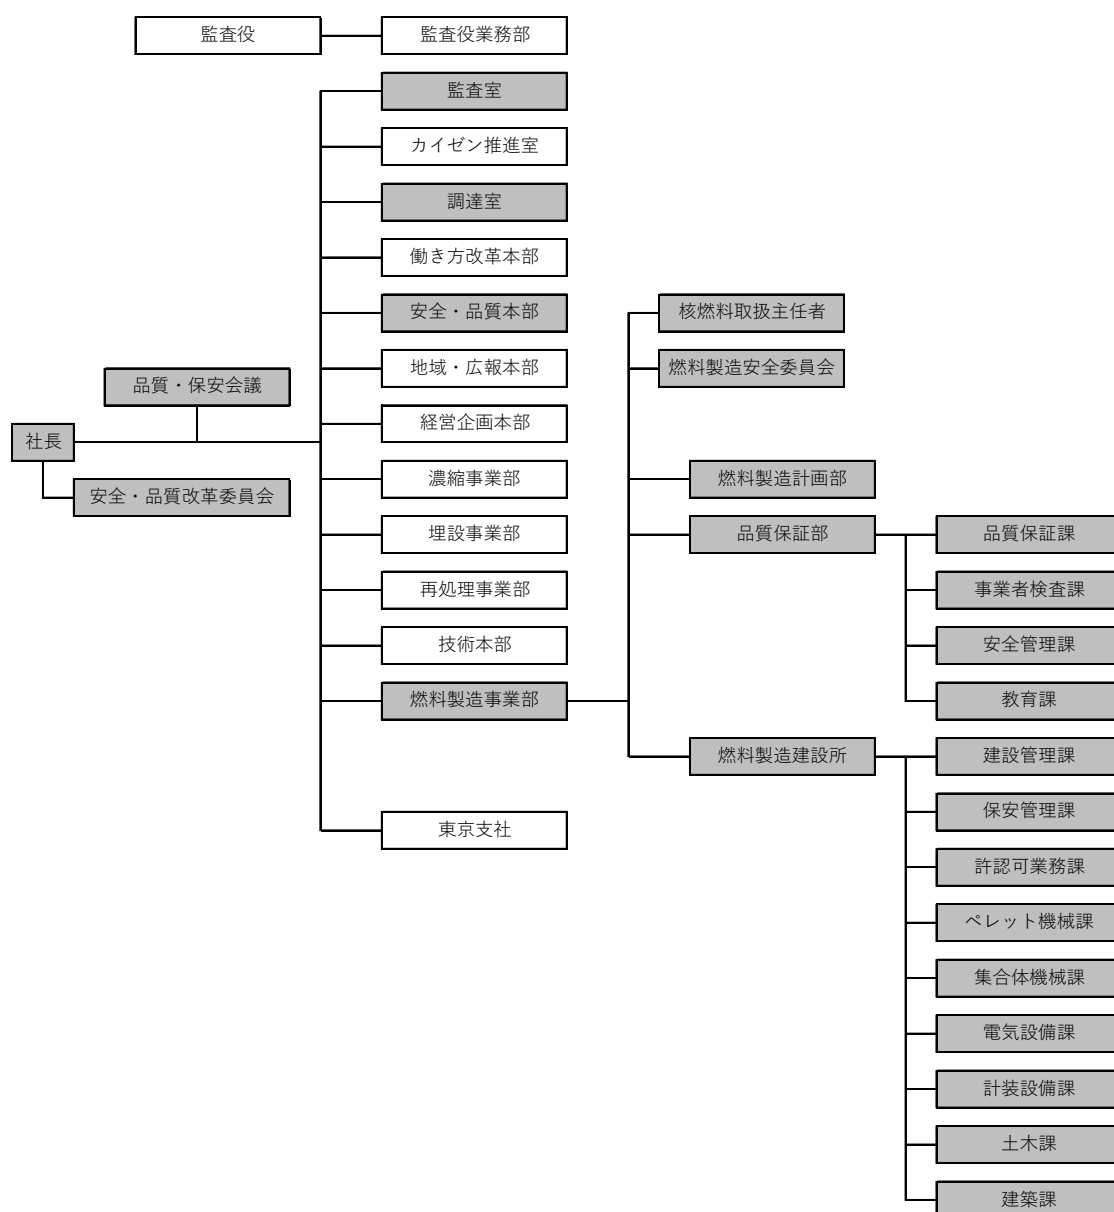 監査役
監査役業務部
監査室
カイゼン推進室
調達室
働き方改革本部
安全・品質本部
地域・広報本部
経営企画本部
濃縮事業部
埋設事業部
再処理事業部
技術本部
燃料製造事業部
東京支社
品質・保安会議
社長
安全・品質改革委員会
核燃料取扱主任者
燃料製造安全委員会
燃料製造計画部
品質保証部
燃料製造建設所
品質保証課
事業者検査課
安全管理課
教育課
建設管理課
保安管理課
許認可業務課
ペレット機械課
集合体機械課
電気設備課
計装設備課
土木課
建築課